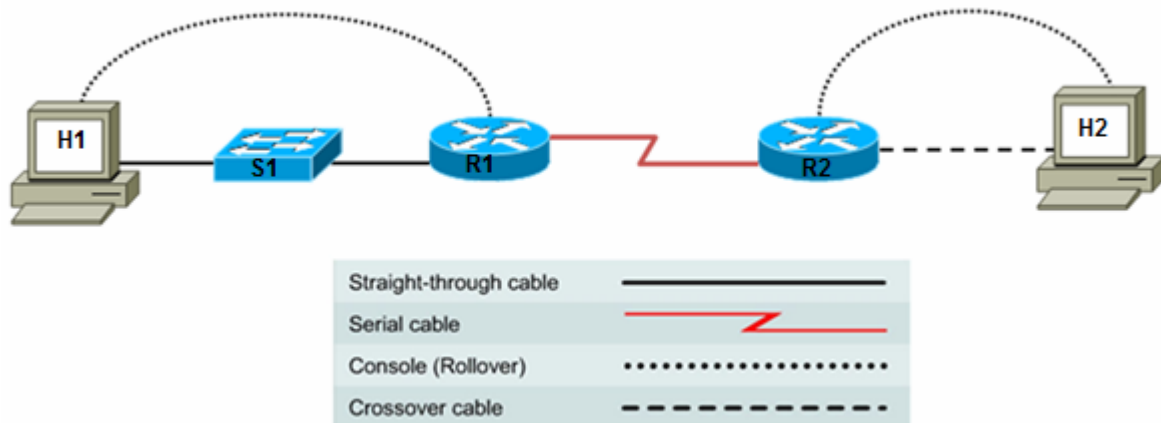 H1
S1
R1
R2
H2
Straight-through cable
Serial cable
Console (Rollover)
Crossover cable